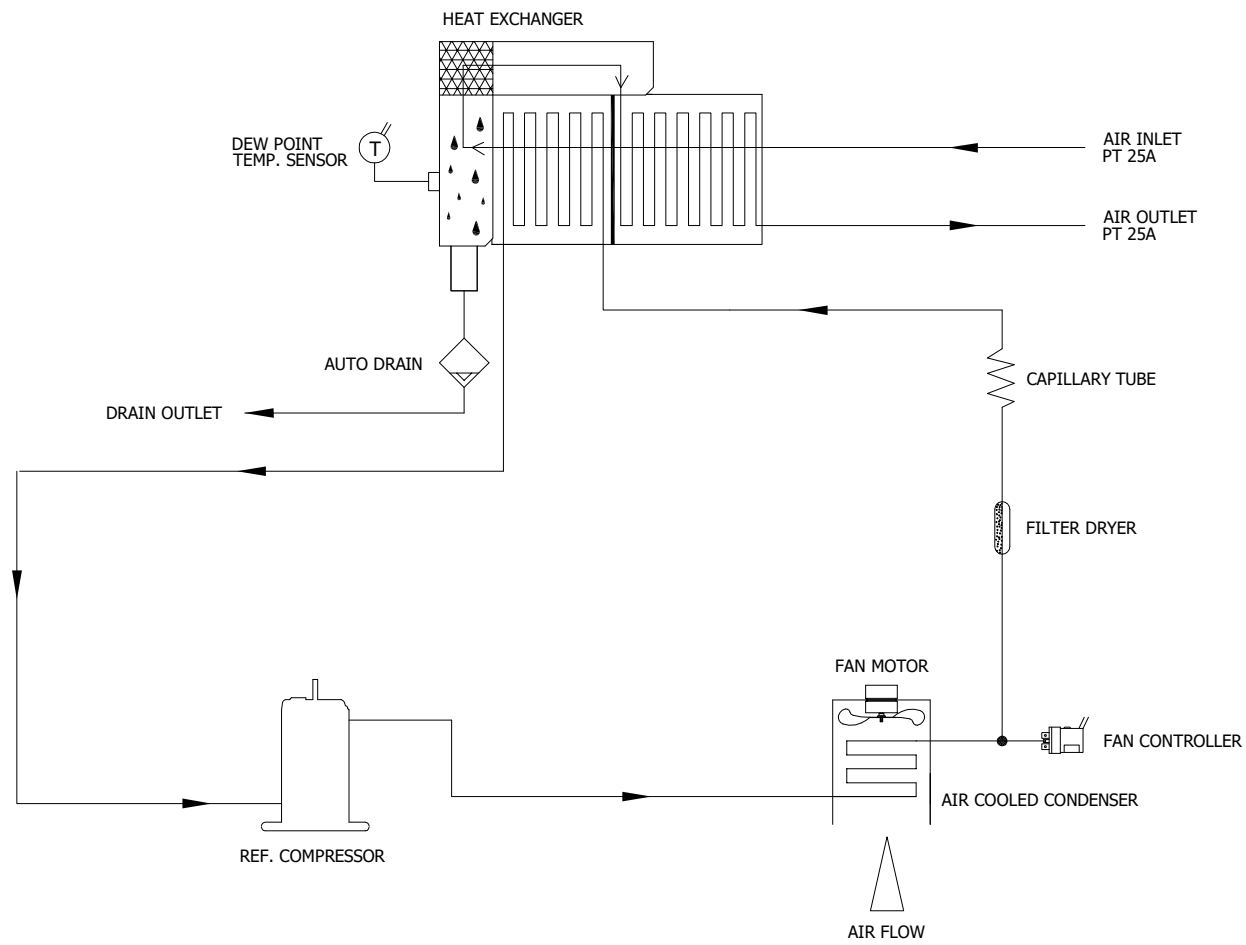 HEAT EXCHANGER
DEW POINT
TEMP. SENSOR
T
AIR INLET
PT 25A
AIR OUTLET
PT 25A
AUTO DRAIN
CAPILLARY TUBE
DRAIN OUTLET
FILTER DRYER
FAN MOTOR
FAN CONTROLLER
AIR COOLED CONDENSER
REF. COMPRESSOR
AIR FLOW